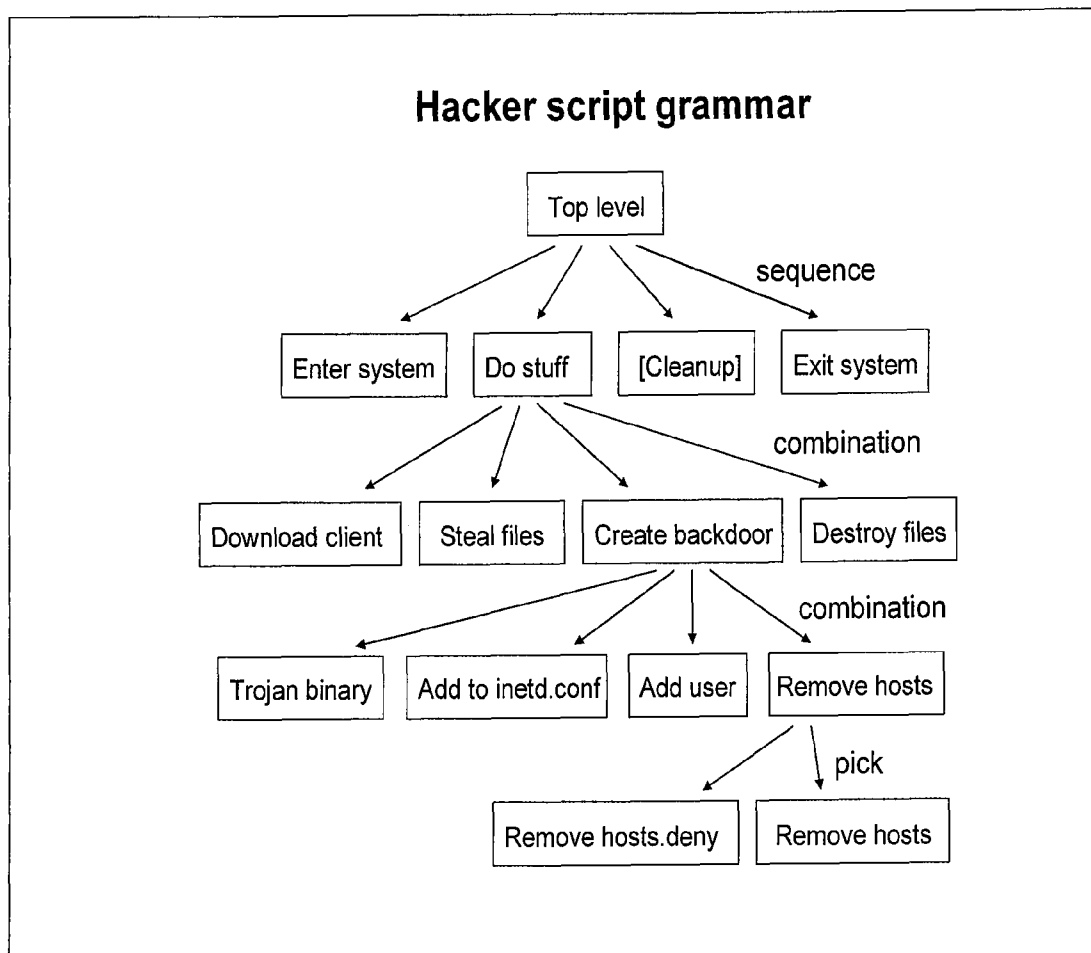 Hacker script grammar
Top level
sequence
Enter system
Do stuff
[Cleanup]
Exit system
combination
Download client
Steal files
Create backdoor
Destroy files
combination
Trojan binary
Add to inetd.conf
Add user
Remove hosts
pick
Remove hosts.deny
Remove hosts